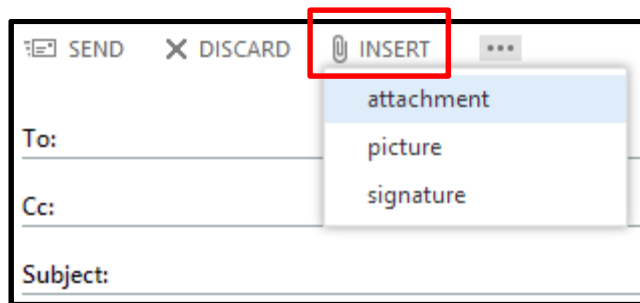 SEND DISCARD INSERT •••
attachment
To:
picture
signature
Cc:
Subject: